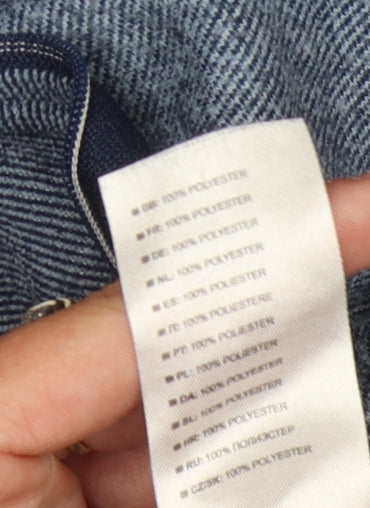 ■ GB: 100% POLYESTER
■ FR: 100% POLYESTER
■ DE: 100% POLYESTER
■ NL: 100% POLYESTER
■ ES: 100% POLIESTER
■ IT: 100% POLIESTERE
■ PT: 100% POLIESTER
■ PL: 100% POLIESTER
■ DA: 100% POLYESTER
■ SL: 100% POLIESTER
■ HR: 100% POLYESTER
■ RU: 100% ПОЛИЭСТЕР
■ CZ/SK: 100% POLYESTER